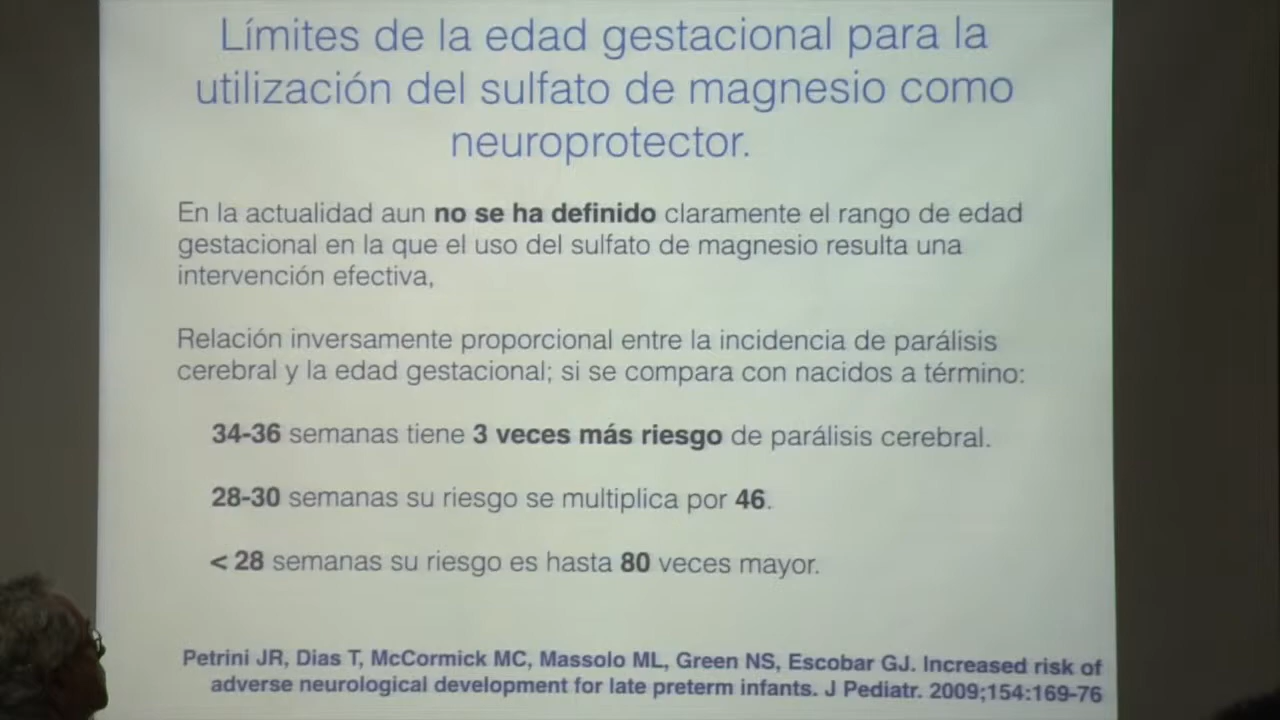 Límites de la edad gestacional para la
utilización del sulfato de magnesio como
neuroprotector.
En la actualidad aun no se ha definido claramente el rango de edad
gestacional en la que el uso del sulfato de magnesio resulta una
intervención efectiva,
Relación inversamente proporcional entre la incidencia de parálisis
cerebral y la edad gestacional; si se compara con nacidos a término:
34-36 semanas tiene 3 veces más riesgo de parálisis cerebral.
28-30 semanas su riesgo se multiplica por 46.
< 28 semanas su riesgo es hasta 80 veces mayor.
Petrini JR, Dias T, McCormick MC, Massolo ML, Green NS, Escobar GJ. Increased risk of
adverse neurological development for late preterm infants. J Pediatr. 2009;154:169-76